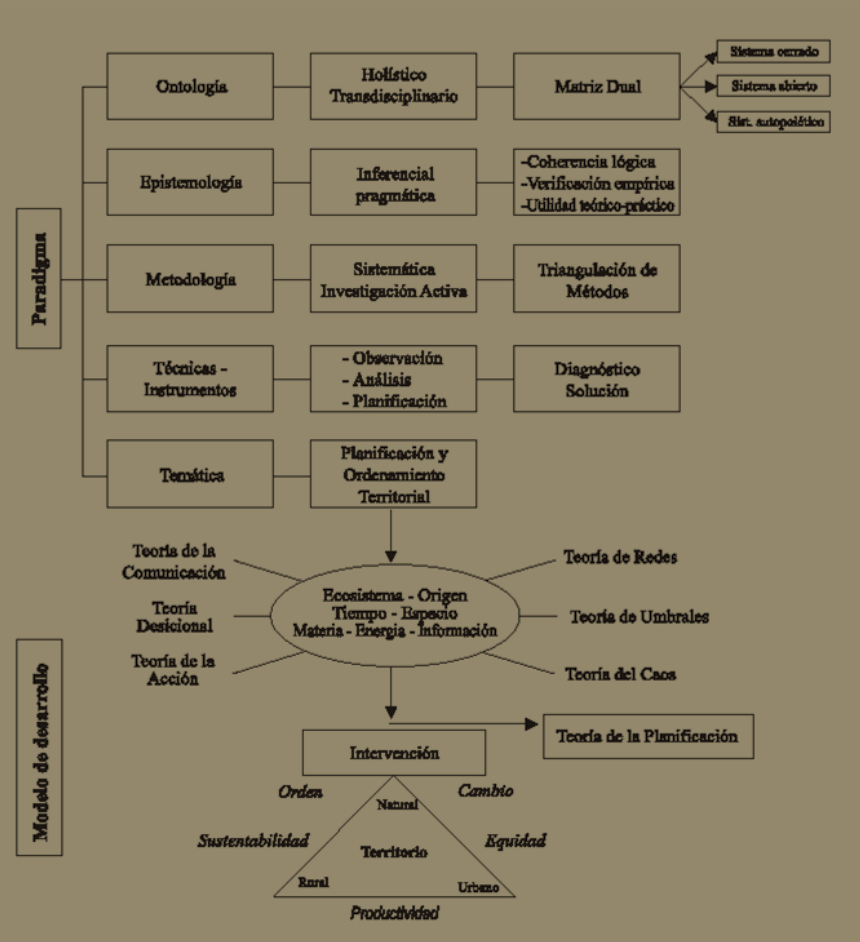 Ontología
Holístico
Transdisciplinario
Matriz Dual
Sistema cerrado
Sistema abierto
Sist. autopoiético
Epistemología
Inferencial
pragmática
-Coherencia lógica
-Verificación empírica
-Utilidad teórico-práctico
Paradigma
Metodología
Sistemática
Investigación Activa
Triangulación de
Métodos
Técnicas -
Instrumentos
- Observación
- Análisis
- Planificación
Diagnóstico
Solución
Temática
Planificación y
Ordenamiento
Territorial
Teoría de la
Comunicación
Teoría
Desicional
Teoría de la
Acción
Ecosistema - Origen
Tiempo - Espacio
Materia - Energia - Información
Teoría de Redes
Teoría de Umbrales
Teoría del Caos
Modelo de desarrollo
Teoría de la Planificación
Intervención
Orden
Cambio
Natural
Sustentabilidad
Equidad
Territorio
Rural
Urbano
Productividad